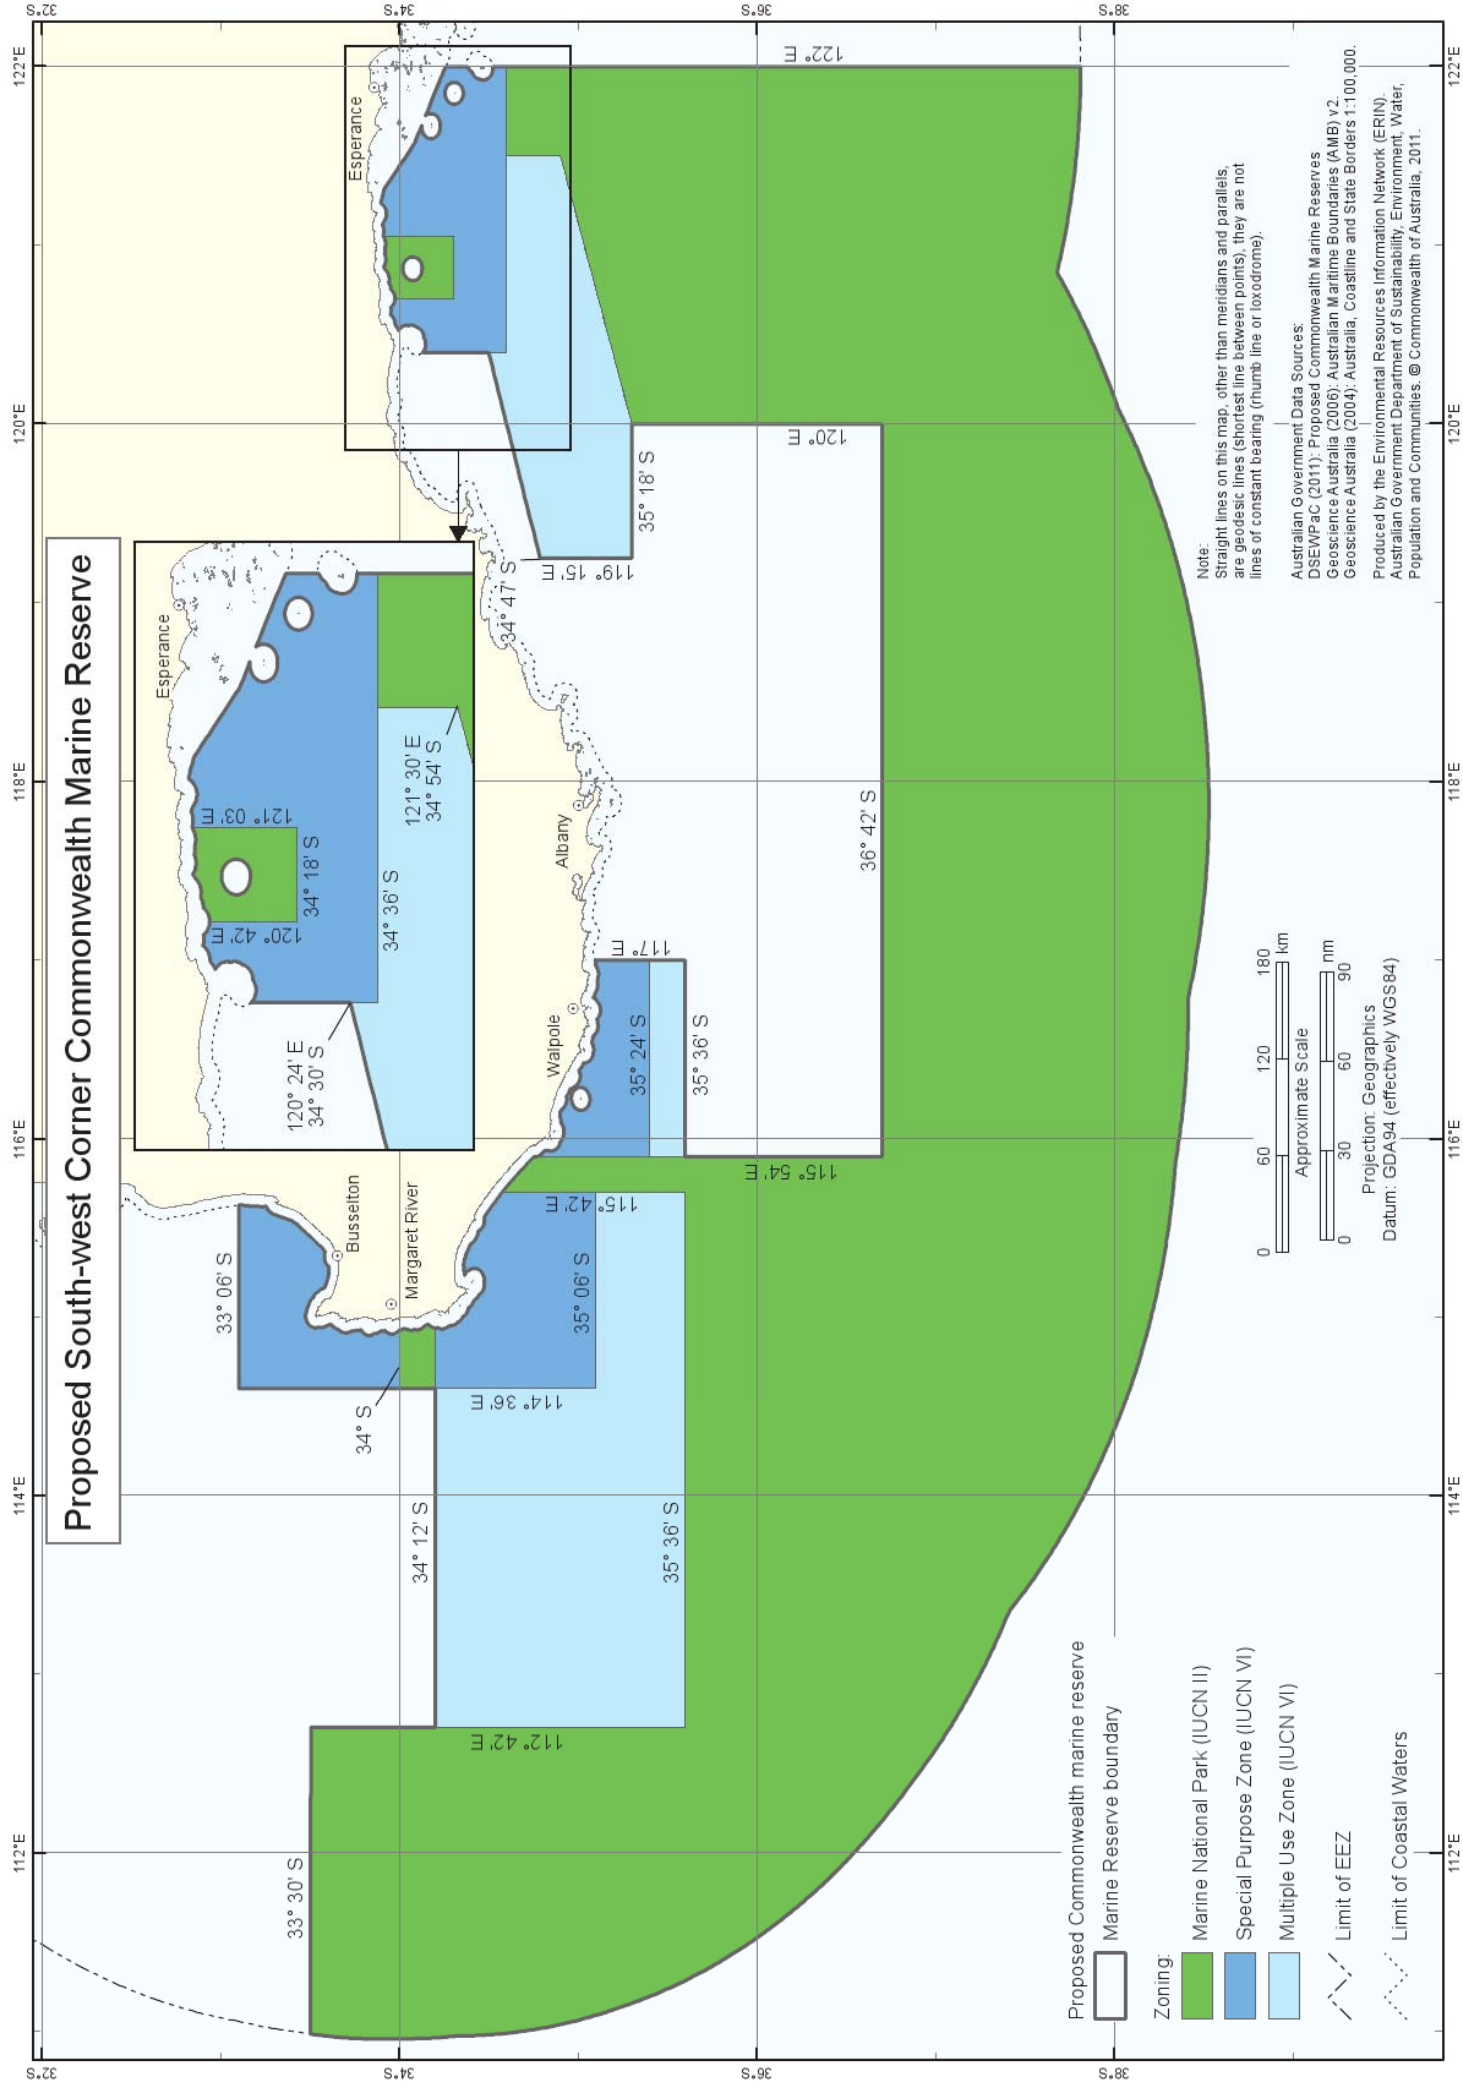 Proposed South-west Corner Commonwealth Marine Reserve
112°E
114°E
116°E
118°E
120°E
122°E
32°S
32°S
34°S
34°S
36°S
36°S
38°S
38°S
112°E
114°E
116°E
118°E
120°E
122°E
Esperance
121° 03' E
120° 42' E
34° 18' S
34° 36' S
120° 24' E
34° 30' S
121° 30' E
34° 54' S
Esperance
Busselton
Margaret River
Walpole
Albany
33° 30' S
33° 06' S
34° S
34° 12' S
112° 42' E
114° 36' E
35° 06' S
35° 36' S
115° 42' E
115° 54' E
117° E
35° 24' S
35° 36' S
36° 42' S
34° 47' S
119° 15' E
35° 18' S
120° E
122° E
Proposed Commonwealth marine reserve
Marine Reserve boundary
Zoning:
Marine National Park (IUCN II)
Special Purpose Zone (IUCN VI)
Multiple Use Zone (IUCN VI)
Limit of EEZ
Limit of Coastal Waters
0 60 120 180
km
Approximate Scale
nm
0 30 60 90
Projection: Geographics
Datum: GDA94 (effectively WGS84)
Note:
Straight lines on this map, other than meridians and parallels,
are geodesic lines (shortest line between points), they are not
lines of constant bearing (rhumb line or loxodrome).
Australian Government Data Sources:
DSEWPaC (2011): Proposed Commonwealth Marine Reserves
Geoscience Australia (2006): Australian Maritime Boundaries (AMB) v2.
Geoscience Australia (2004): Australia, Coastline and State Borders 1:100,000.
Produced by the Environmental Resources Information Network (ERIN).
Australian Government Department of Sustainability, Environment, Water,
Population and Communities. © Commonwealth of Australia, 2011.